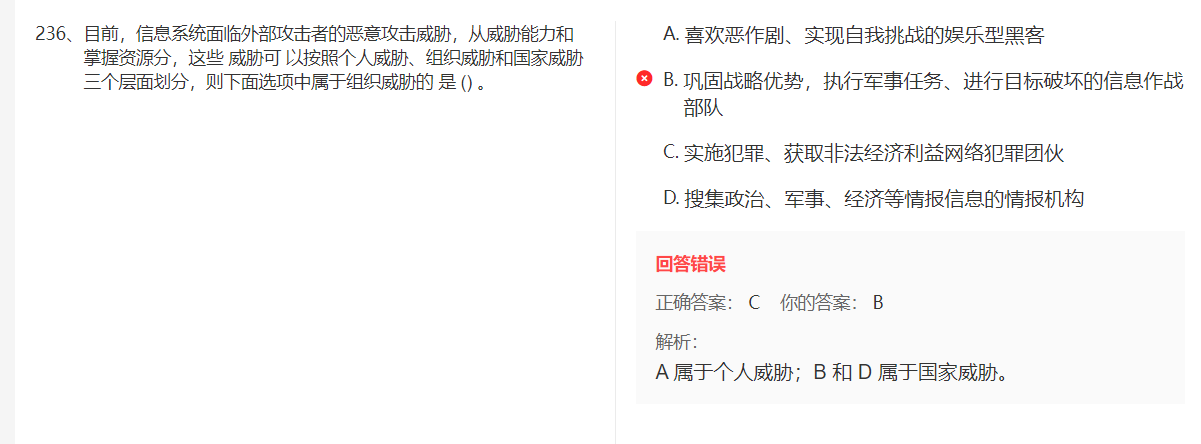 236、目前，信息系统面临外部攻击者的恶意攻击威胁，从威胁能力和
掌握资源分，这些 威胁可 以按照个人威胁、组织威胁和国家威胁
三个层面划分，则下面选项中属于组织威胁的 是 () 。
A. 喜欢恶作剧、实现自我挑战的娱乐型黑客
B. 巩固战略优势，执行军事任务、进行目标破坏的信息作战
部队
C. 实施犯罪、获取非法经济利益网络犯罪团伙
D. 搜集政治、军事、经济等情报信息的情报机构
回答错误
正确答案： C 你的答案： B
解析：
A 属于个人威胁；B 和 D 属于国家威胁。